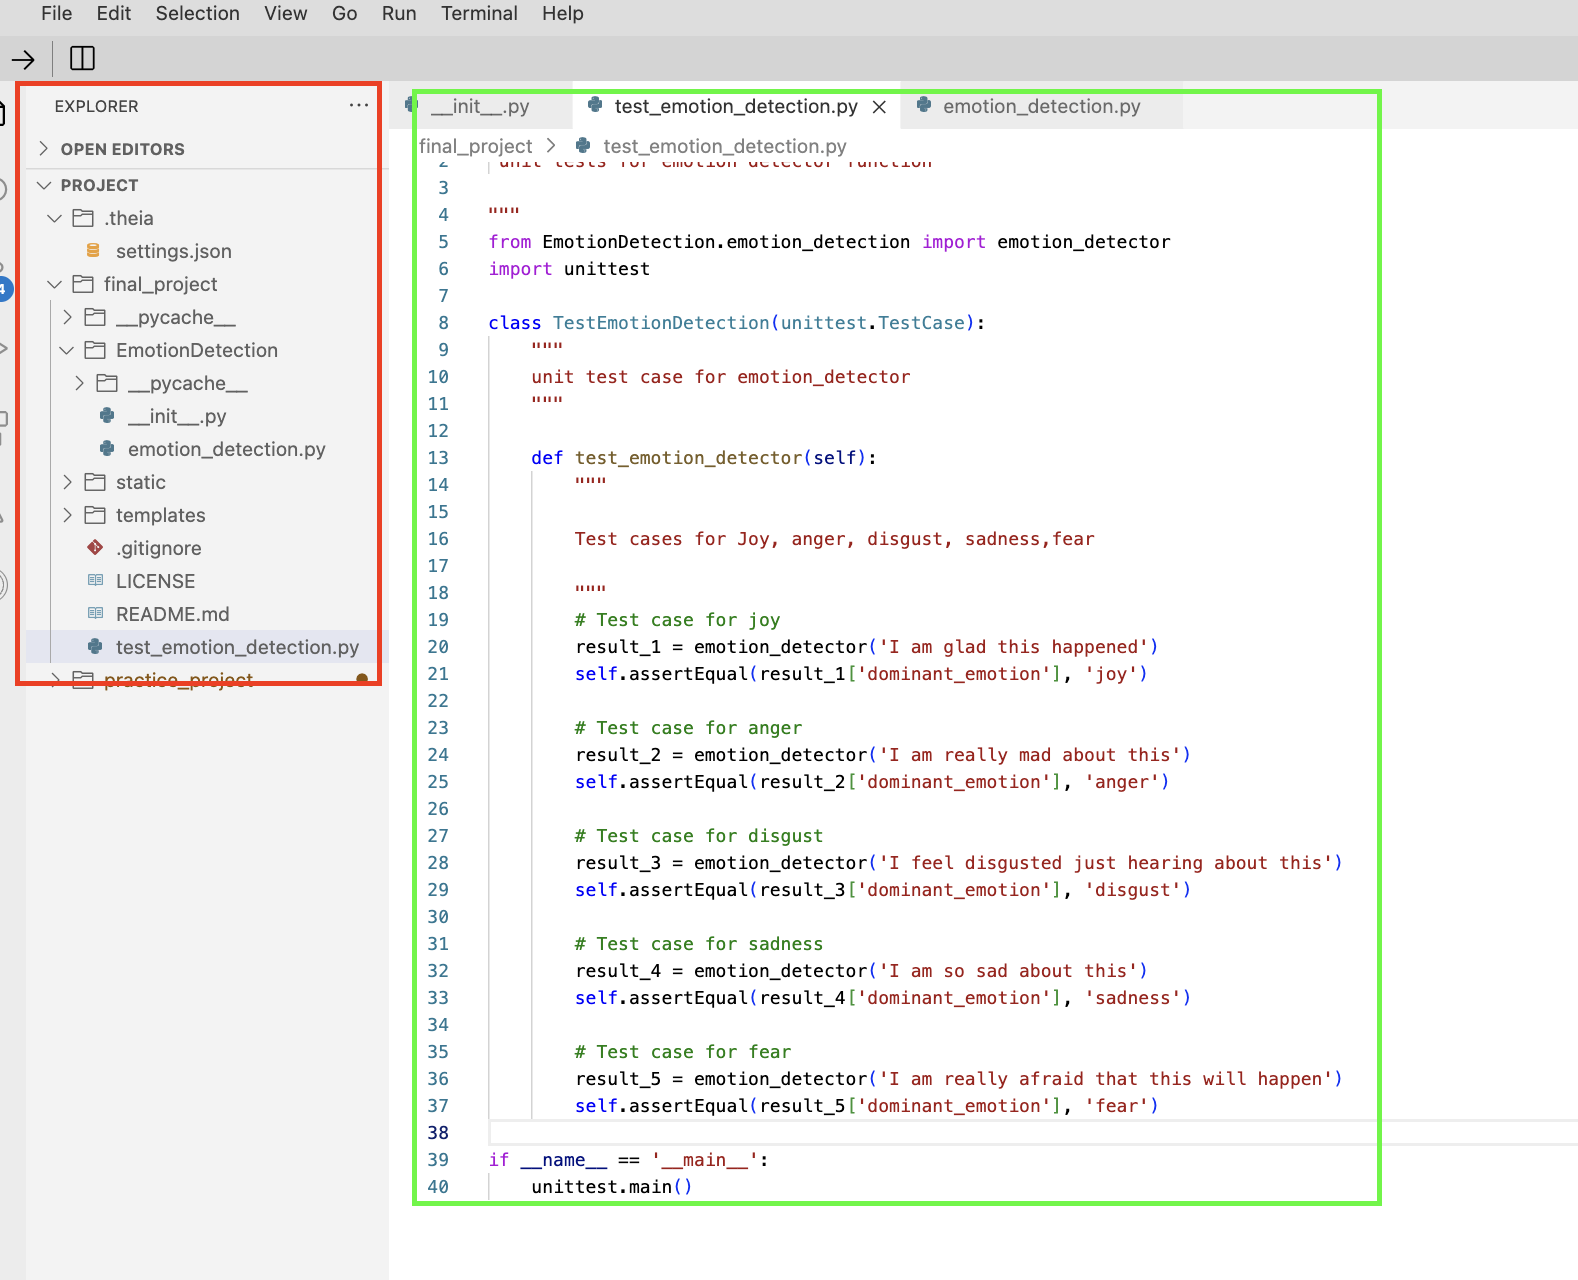 File Edit Selection View Go Run Terminal Help
EXPLORER
OPEN EDITORS
PROJECT
.theia
settings.json
final_project
__pycache__
EmotionDetection
__pycache__
__init__.py
emotion_detection.py
static
templates
.gitignore
LICENSE
README.md
test_emotion_detection.py
practice_project
4
__init__.py test_emotion_detection.py emotion_detection.py
final_project > test_emotion_detection.py
2 unit tests for emotion detector function
3
4 """
5 from EmotionDetection.emotion_detection import emotion_detector
6 import unittest
7
8 class TestEmotionDetection(unittest.TestCase):
9 """
10 unit test case for emotion_detector
11 """
12
13 def test_emotion_detector(self):
14 """
15
16 Test cases for Joy, anger, disgust, sadness,fear
17
18 """
19 # Test case for joy
20 result_1 = emotion_detector('I am glad this happened')
21 self.assertEqual(result_1['dominant_emotion'], 'joy')
22
23 # Test case for anger
24 result_2 = emotion_detector('I am really mad about this')
25 self.assertEqual(result_2['dominant_emotion'], 'anger')
26
27 # Test case for disgust
28 result_3 = emotion_detector('I feel disgusted just hearing about this')
29 self.assertEqual(result_3['dominant_emotion'], 'disgust')
30
31 # Test case for sadness
32 result_4 = emotion_detector('I am so sad about this')
33 self.assertEqual(result_4['dominant_emotion'], 'sadness')
34
35 # Test case for fear
36 result_5 = emotion_detector('I am really afraid that this will happen')
37 self.assertEqual(result_5['dominant_emotion'], 'fear')
38
39 if __name__ == '__main__':
40 unittest.main()